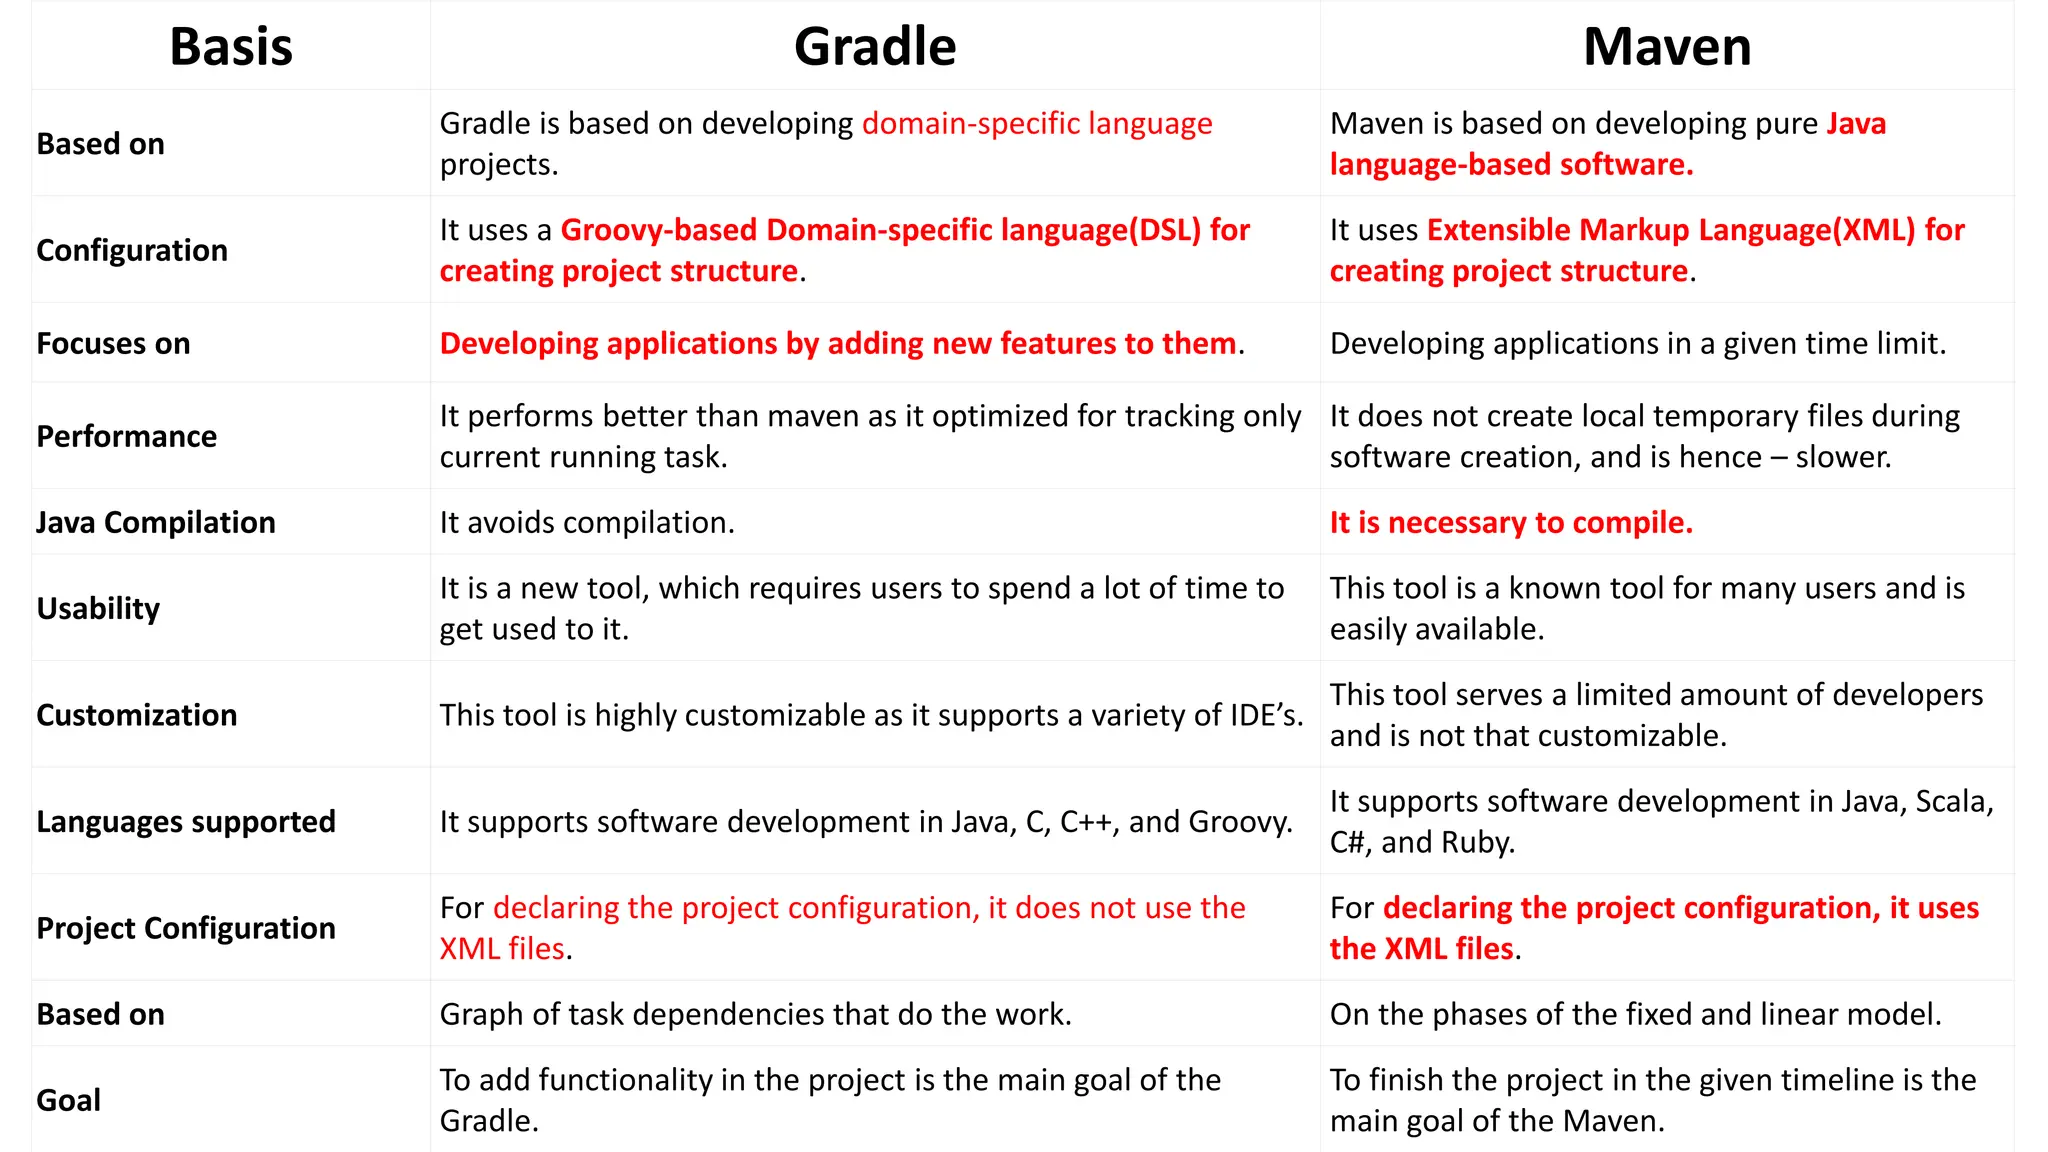 Basis Gradle Maven
Based on
Gradle is based on developing domain-specific language
projects.
Maven is based on developing pure Java
language-based software.
Configuration
It uses a Groovy-based Domain-specific language(DSL) for
creating project structure.
It uses Extensible Markup Language(XML) for
creating project structure.
Focuses on
Developing applications by adding new features to them.
Developing applications in a given time limit.
Performance
It performs better than maven as it optimized for tracking only
current running task.
It does not create local temporary files during
software creation, and is hence – slower.
Java Compilation
It avoids compilation.
It is necessary to compile.
Usability
It is a new tool, which requires users to spend a lot of time to
get used to it.
This tool is a known tool for many users and is
easily available.
Customization
This tool is highly customizable as it supports a variety of IDE’s.
This tool serves a limited amount of developers
and is not that customizable.
Languages supported
It supports software development in Java, C, C++, and Groovy.
It supports software development in Java, Scala,
C#, and Ruby.
Project Configuration
For declaring the project configuration, it does not use the
XML files.
For declaring the project configuration, it uses
the XML files.
Based on
Graph of task dependencies that do the work.
On the phases of the fixed and linear model.
Goal
To add functionality in the project is the main goal of the
Gradle.
To finish the project in the given timeline is the
main goal of the Maven.